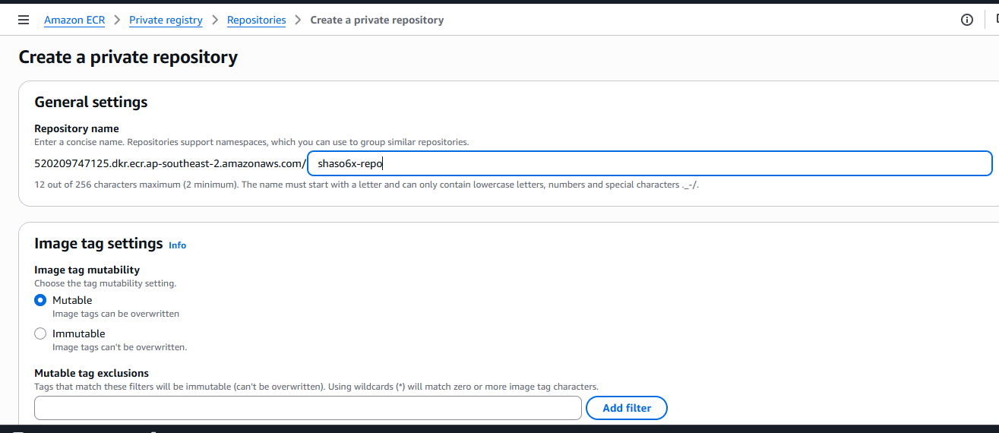 Amazon ECR > Private registry > Repositories > Create a private repository
Create a private repository
General settings
Repository name
Enter a concise name. Repositories support namespaces, which you can use to group similar repositories.
520209747125.dkr.ecr.ap-southeast-2.amazonaws.com/ shaso6x-repo
12 out of 256 characters maximum (2 minimum). The name must start with a letter and can only contain lowercase letters, numbers and special characters ._-/.
Image tag settings Info
Image tag mutability
Choose the tag mutability setting.
Mutable
Image tags can be overwritten
Immutable
Image tags can't be overwritten.
Mutable tag exclusions
Tags that match these filters will be immutable (can't be overwritten). Using wildcards (*) will match zero or more image tag characters.
Add filter